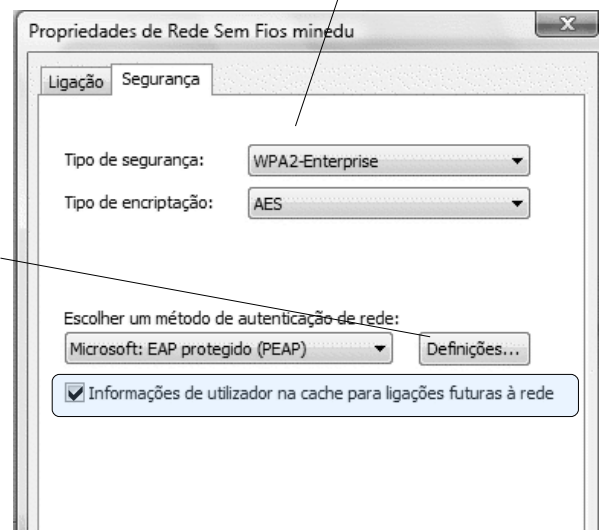 Propriedades de Rede Sem Fios minedu
Ligação Segurança
Tipo de segurança: WPA2-Enterprise
Tipo de encriptação: AES
Escolher um método de autenticação de rede:
Microsoft: EAP protegido (PEAP) Definições...
Informações de utilizador na cache para ligações futuras à rede